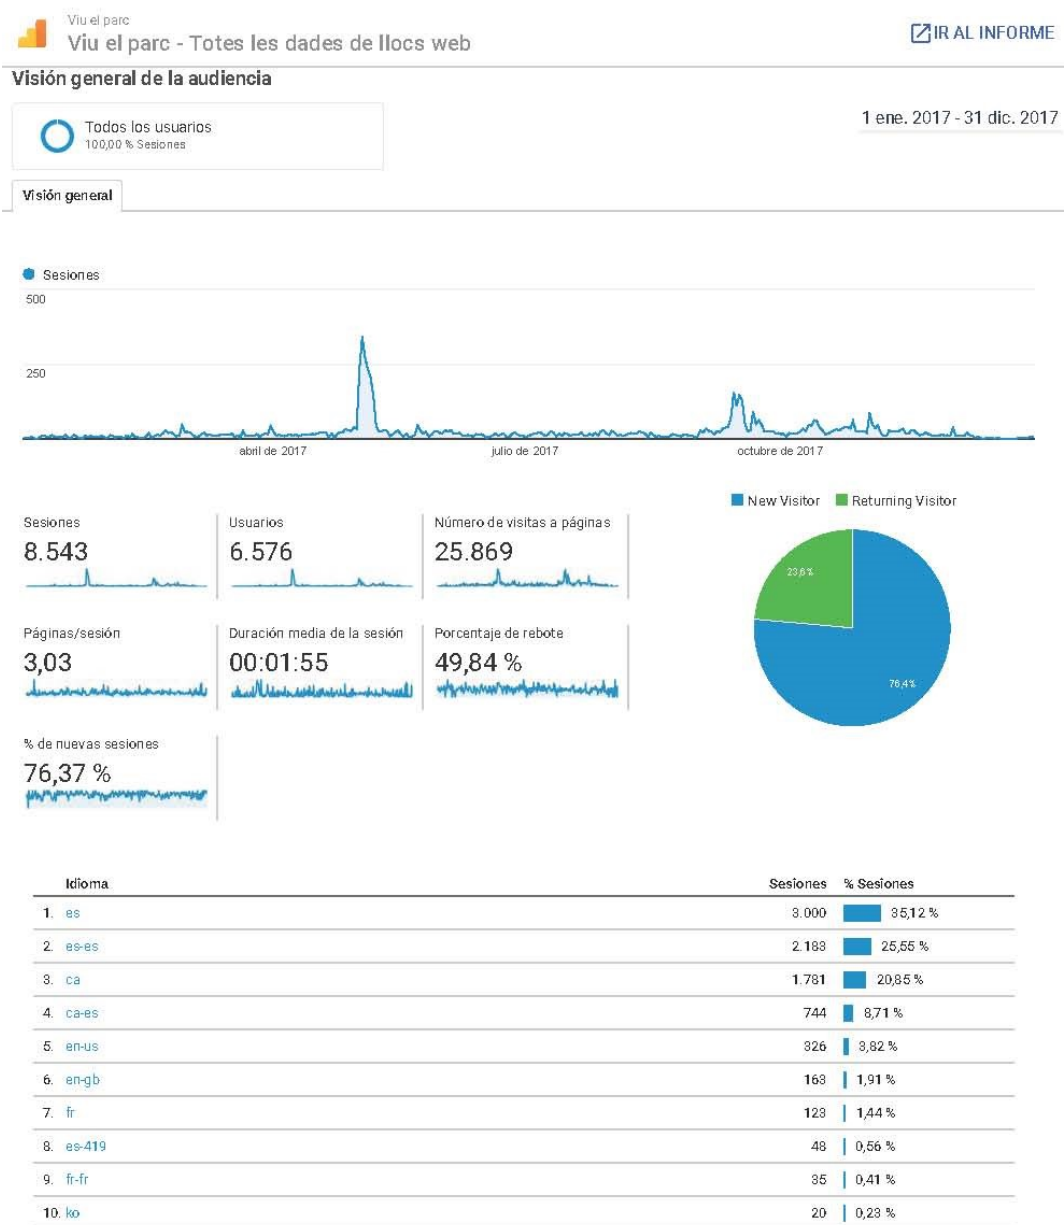 Viu el parc
Viu el parc - Totes les dades de llocs web
IR AL INFORME
Visión general de la audiencia
Todos los usuarios
100,00 % Sesiones
1 ene. 2017 - 31 dic. 2017
Visión general
Sesiones
500
250
abril de 2017 julio de 2017 octubre de 2017
New Visitor Returning Visitor
23,6%
76,4%
Sesiones
8.543
Usuarios
6.576
Número de visitas a páginas
25.869
Páginas/sesión
3,03
Duración media de la sesión
00:01:55
Porcentaje de rebote
49,84 %
% de nuevas sesiones
76,37 %
Idioma Sesiones % Sesiones
1. es 3.000 35,12 %
2. es-es 2.183 25,55 %
3. ca 1.781 20,85 %
4. ca-es 744 8,71 %
5. en-us 326 3,82 %
6. en-gb 163 1,91 %
7. fr 123 1,44 %
8. es-419 48 0,56 %
9. fr-fr 35 0,41 %
10. ko 20 0,23 %